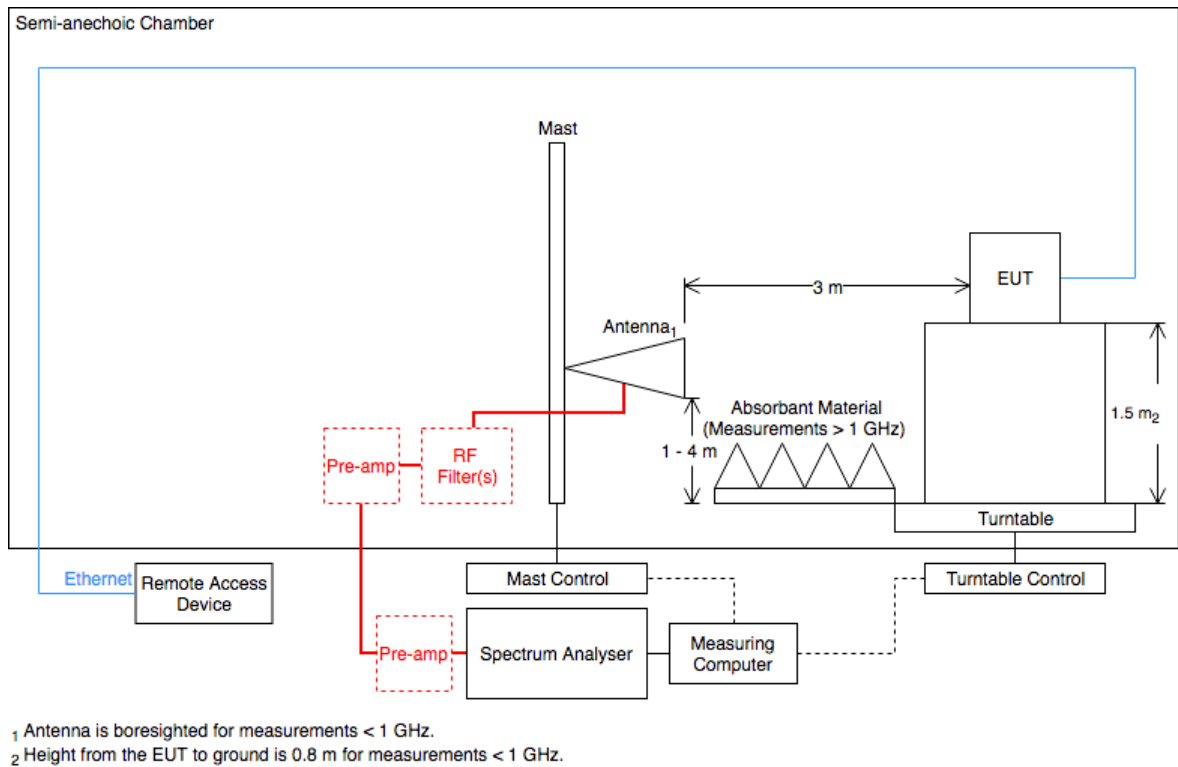 Semi-anechoic Chamber
Mast
EUT
3 m
Antenna1
Absorbant Material
(Measurements > 1 GHz)
1.5 m2
1 - 4 m
Pre-amp
RF
Filter(s)
Turntable
Ethernet
Remote Access
Device
Mast Control
Turntable Control
Pre-amp
Spectrum Analyser
Measuring
Computer
1 Antenna is boresighted for measurements < 1 GHz.
2 Height from the EUT to ground is 0.8 m for measurements < 1 GHz.